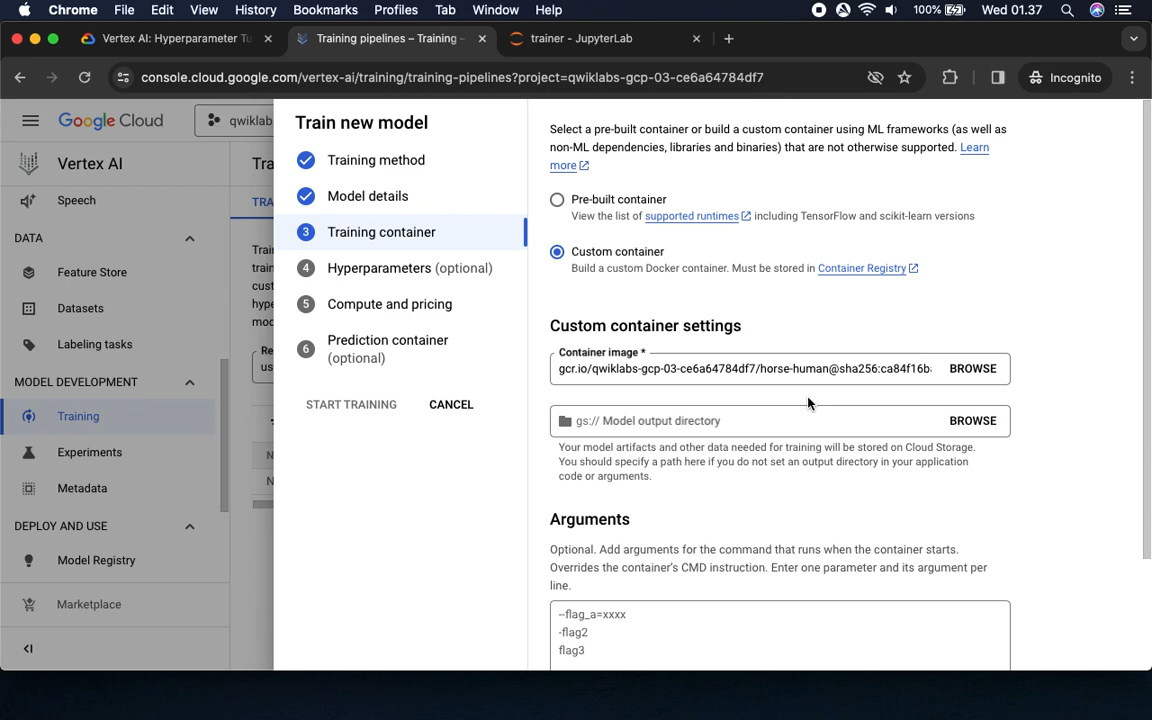 Chrome File Edit View History Bookmarks Profiles Tab Window Help 100% Wed 01.37
Vertex AI: Hyperparameter Tu
Training pipelines – Training –
trainer - JupyterLab
console.cloud.google.com/vertex-ai/training/training-pipelines?project=qwiklabs-gcp-03-ce6a64784df7
Incognito
Google Cloud
qwiklab
Vertex AI
Speech
DATA
Feature Store
Datasets
Labeling tasks
MODEL DEVELOPMENT
Training
Experiments
Metadata
DEPLOY AND USE
Model Registry
Marketplace
Tra
TRA
Train
train
cust
hype
mod
Re
us
N
N
Train new model
Training method
Model details
3 Training container
4 Hyperparameters (optional)
5 Compute and pricing
6 Prediction container
(optional)
START TRAINING CANCEL
Select a pre-built container or build a custom container using ML frameworks (as well as
non-ML dependencies, libraries and binaries) that are not otherwise supported. Learn
more
Pre-built container
View the list of supported runtimes including TensorFlow and scikit-learn versions
Custom container
Build a custom Docker container. Must be stored in Container Registry
Custom container settings
Container image *
gcr.io/qwiklabs-gcp-03-ce6a64784df7/horse-human@sha256:ca84f16b BROWSE
gs:// Model output directory BROWSE
Your model artifacts and other data needed for training will be stored on Cloud Storage.
You should specify a path here if you do not set an output directory in your application
code or arguments.
Arguments
Optional. Add arguments for the command that runs when the container starts.
Overrides the container's CMD instruction. Enter one parameter and its argument per
line.
--flag_a=xxxx
-flag2
flag3